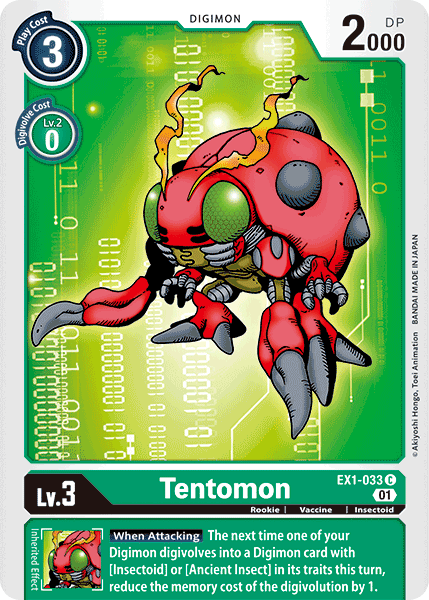 Play Cost
3
DIGIMON
DP
2000
Digivolve Cost
Lv.2
0
©Akiyoshi Hongo, Toei Animation BANDAI MADE IN JAPAN
Lv.3
Tentomon
EX1-033 C
01
Rookie | Vaccine | Insectoid
Inherited Effect
When Attacking The next time one of your
Digimon digivolves into a Digimon card with
[Insectoid] or [Ancient Insect] in its traits this turn,
reduce the memory cost of the digivolution by 1.